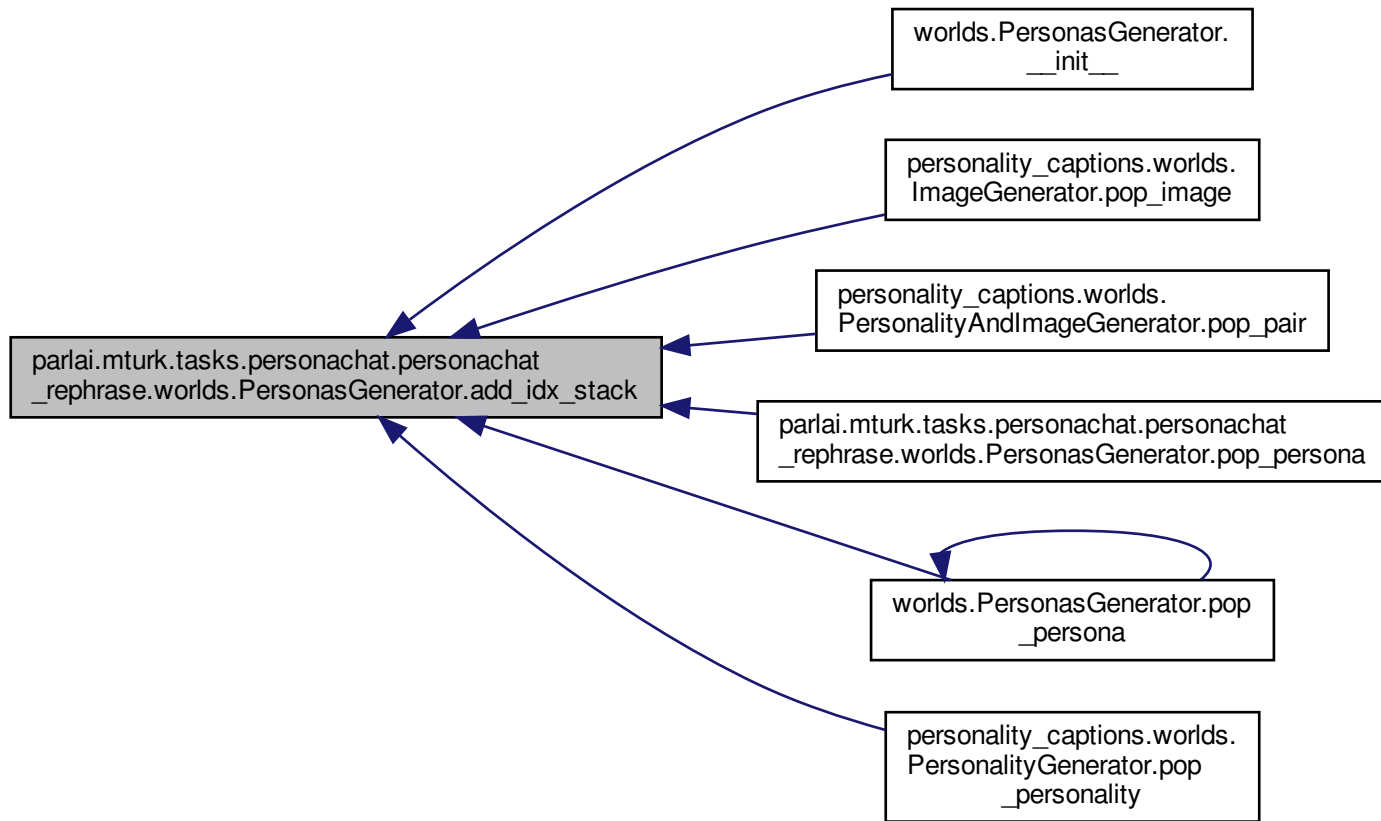 worlds.PersonasGenerator.
__init__
personality_captions.worlds.
ImageGenerator.pop_image
personality_captions.worlds.
PersonalityAndImageGenerator.pop_pair
parlai.mturk.tasks.personachat.personachat
_rephrase.worlds.PersonasGenerator.add_idx_stack
parlai.mturk.tasks.personachat.personachat
_rephrase.worlds.PersonasGenerator.pop_persona
worlds.PersonasGenerator.pop
_persona
personality_captions.worlds.
PersonalityGenerator.pop
_personality